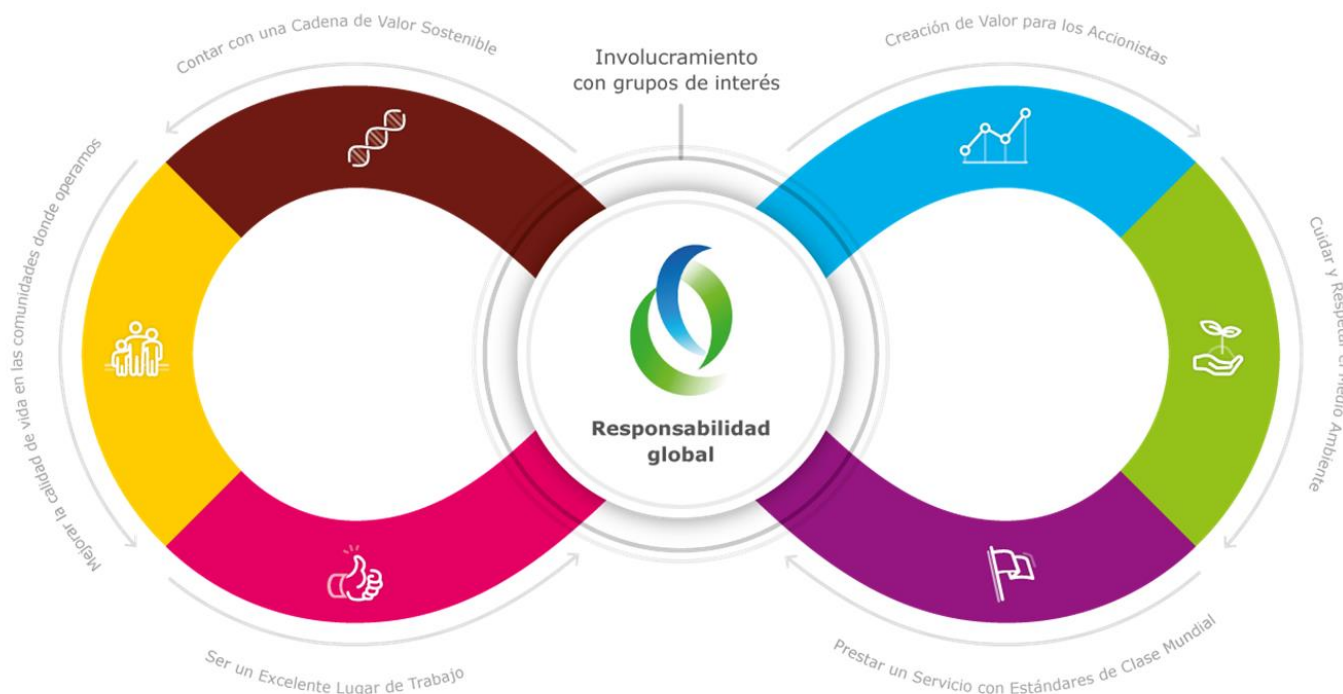 Contar con una Cadena de Valor Sostenible
Involucramiento
con grupos de interés
Creación de Valor para los Accionistas
Mejorar la calidad de vida en las comunidades donde operamos
Cuidar y Respetar el Medio Ambiente
Responsabilidad
global
Ser un Excelente Lugar de Trabajo
Prestar un Servicio con Estándares de Clase Mundial